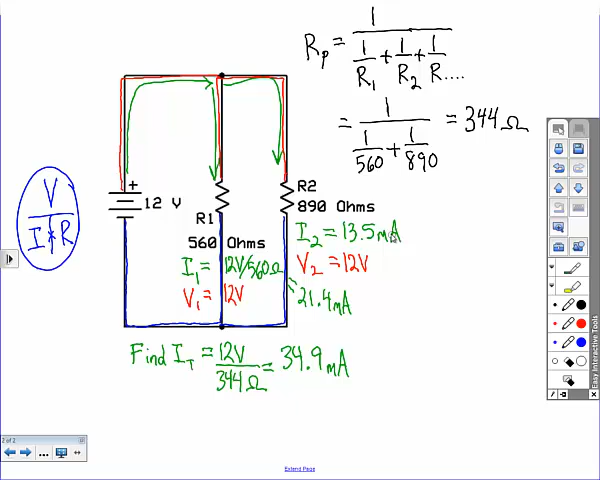 Rp = 1 / (1/R1 + 1/R2 + 1/R....)
= 1 / (1/560 + 1/890) = 344Ω
V
I * R
+
12 V
R1
560 Ohms
R2
890 Ohms
I2 = 13.5mA
I1 = 12V/560Ω
V2 = 12V
V1 = 12V
= 21.4mA
Find IT = 12V / 344Ω = 34.9mA
2 of 2
Extend Page
Easy Interactive Tools